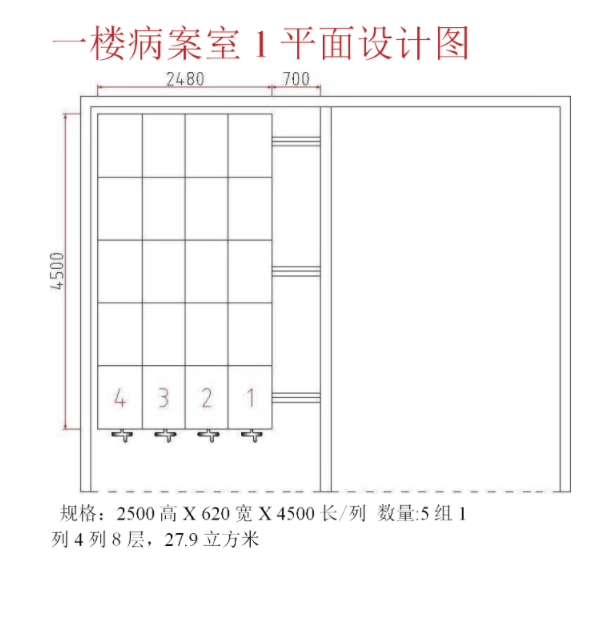 一楼病案室 1 平面设计图
2480 700
4500
4 3 2 1
规格：2500 高 X 620 宽 X 4500 长/列 数量:5 组 1
列 4 列 8 层，27.9 立方米